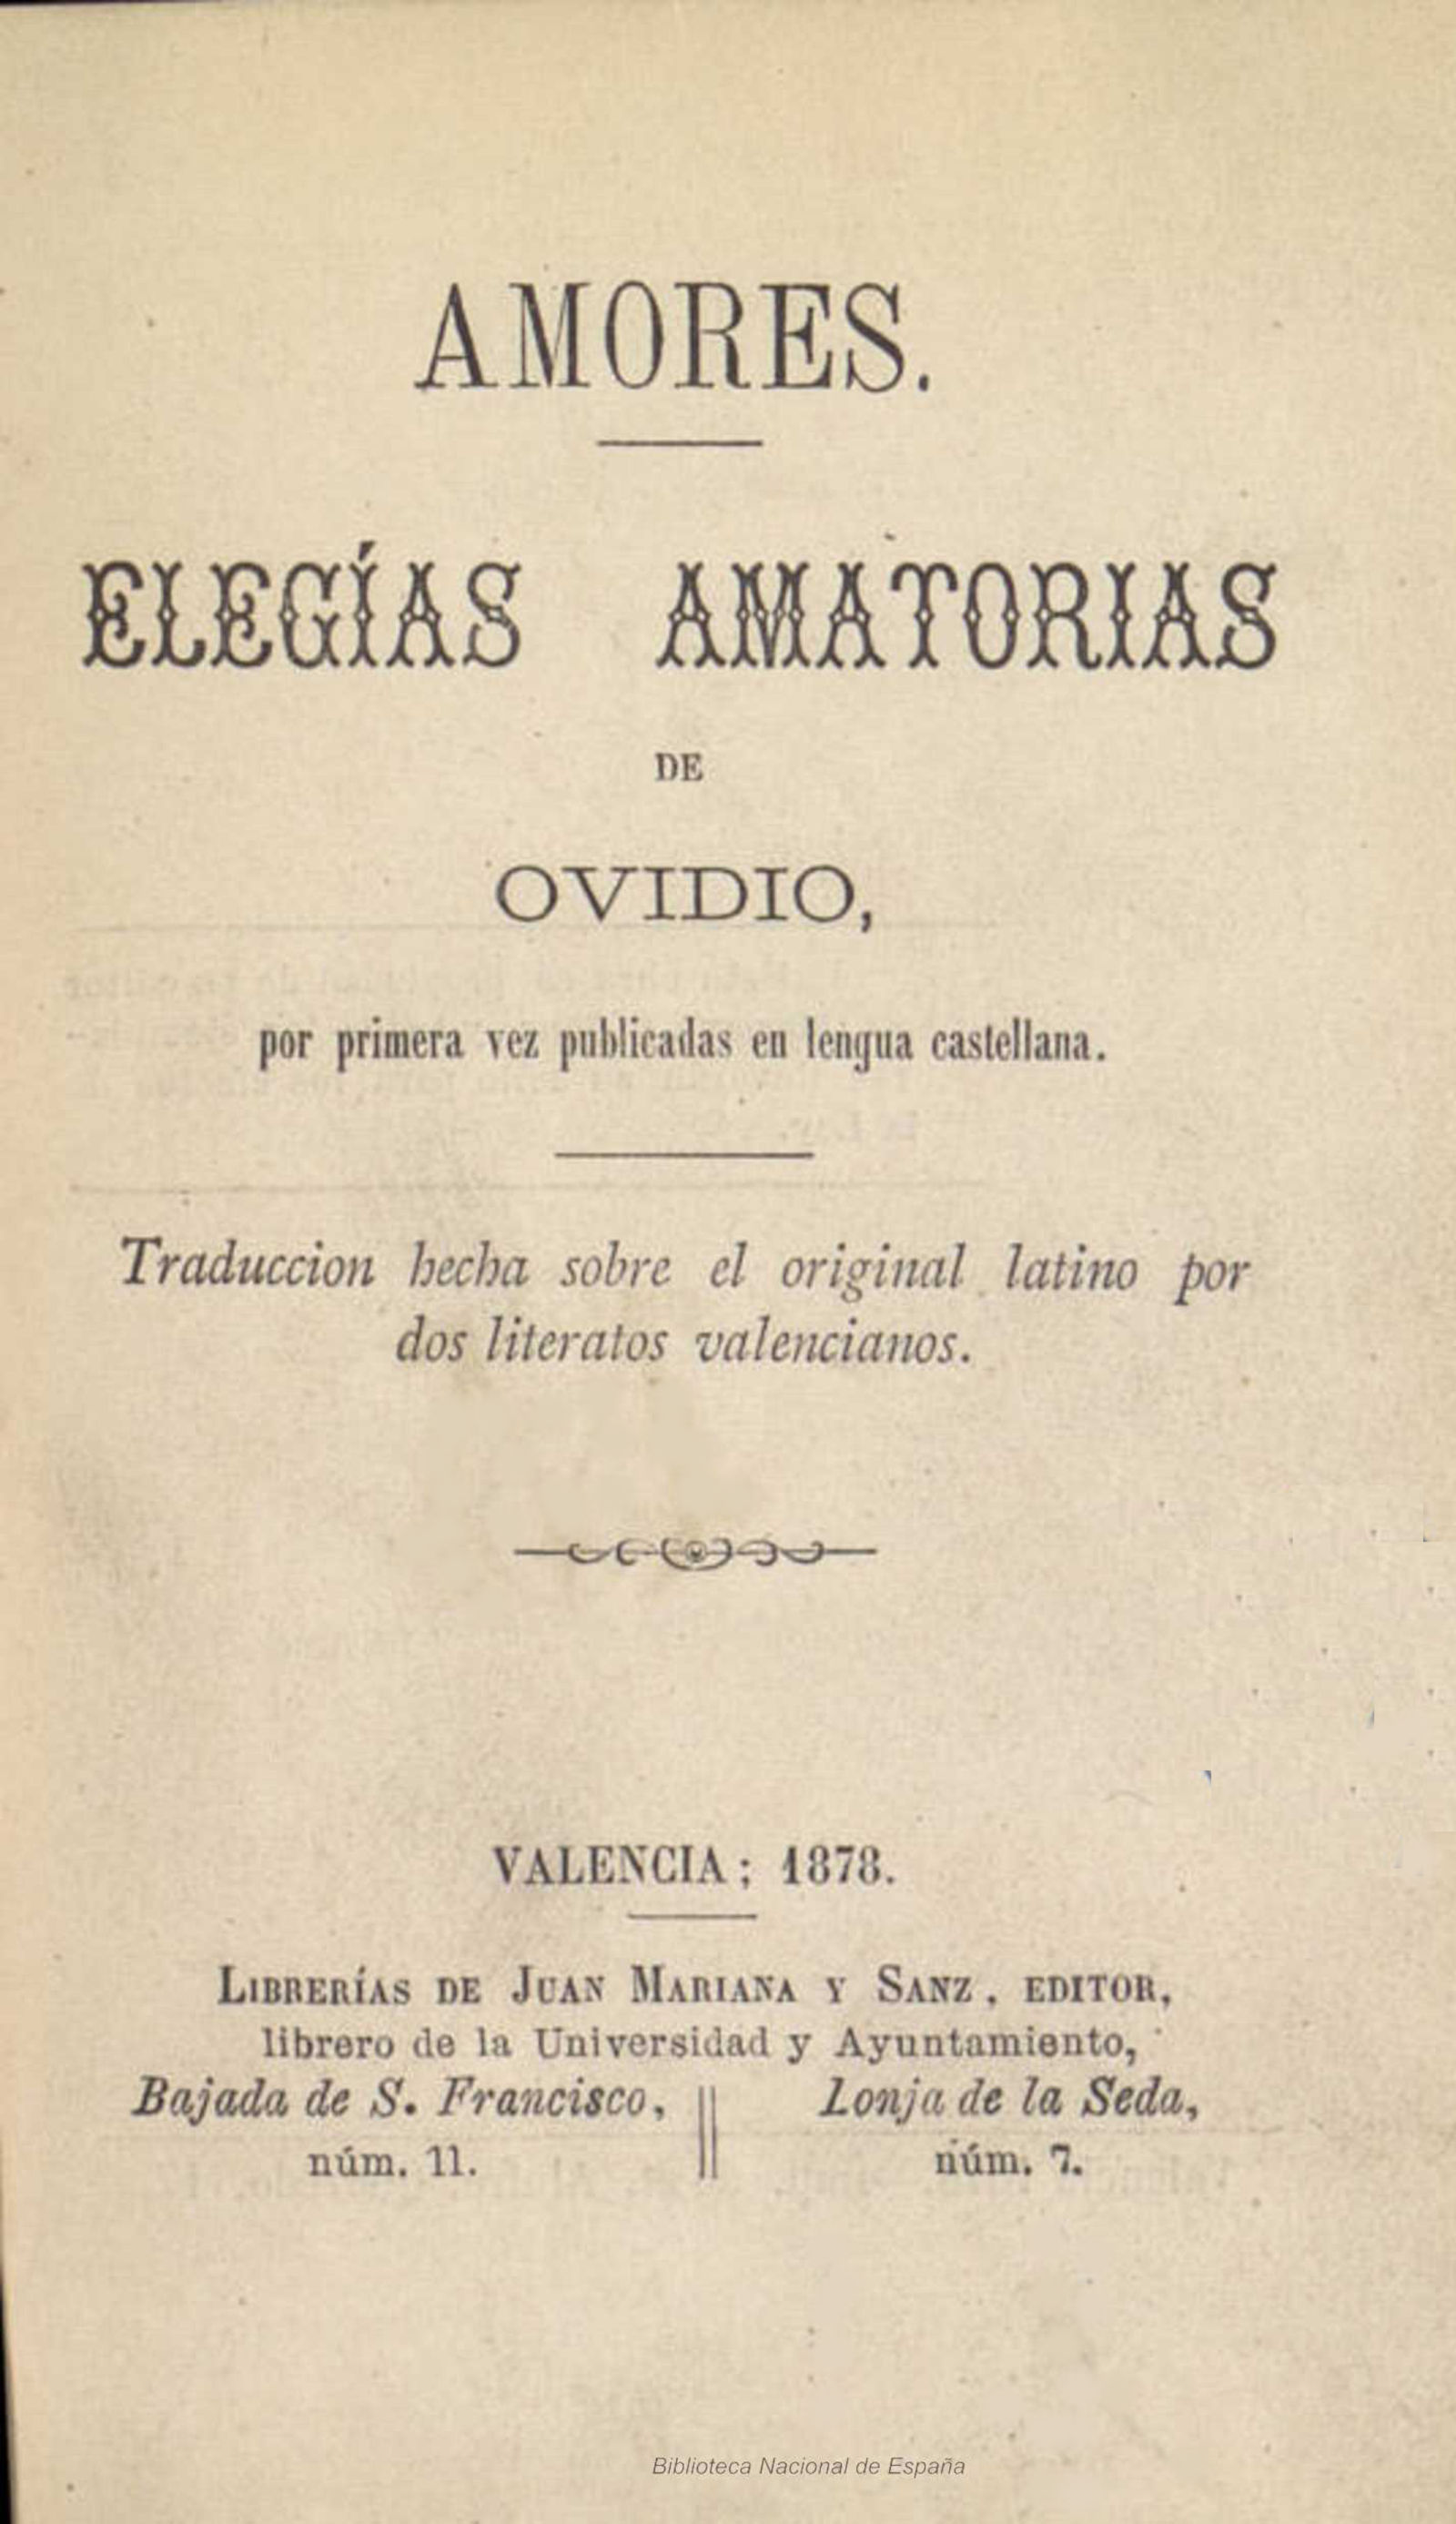 AMORES.
ELEGÍAS AMATORIAS
DE
OVIDIO,
por primera vez publicadas en lengua castellana.
Traduccion hecha sobre el original latino por
dos literatos valencianos.
VALENCIA; 1878.
LIBRERÍAS DE JUAN MARIANA Y SANZ, EDITOR,
librero de la Universidad y Ayuntamiento,
Bajada de S. Francisco, Lonja de la Seda,
núm. 11. núm. 7.
Biblioteca Nacional de España